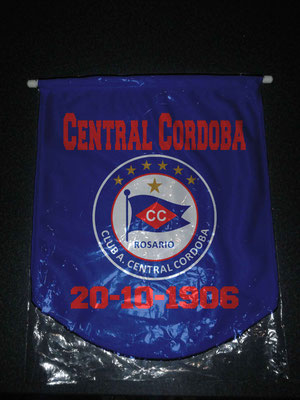 CENTRAL CORDOBA
CC
ROSARIO
CLUB A. CENTRAL CORDOBA
20-10-1906